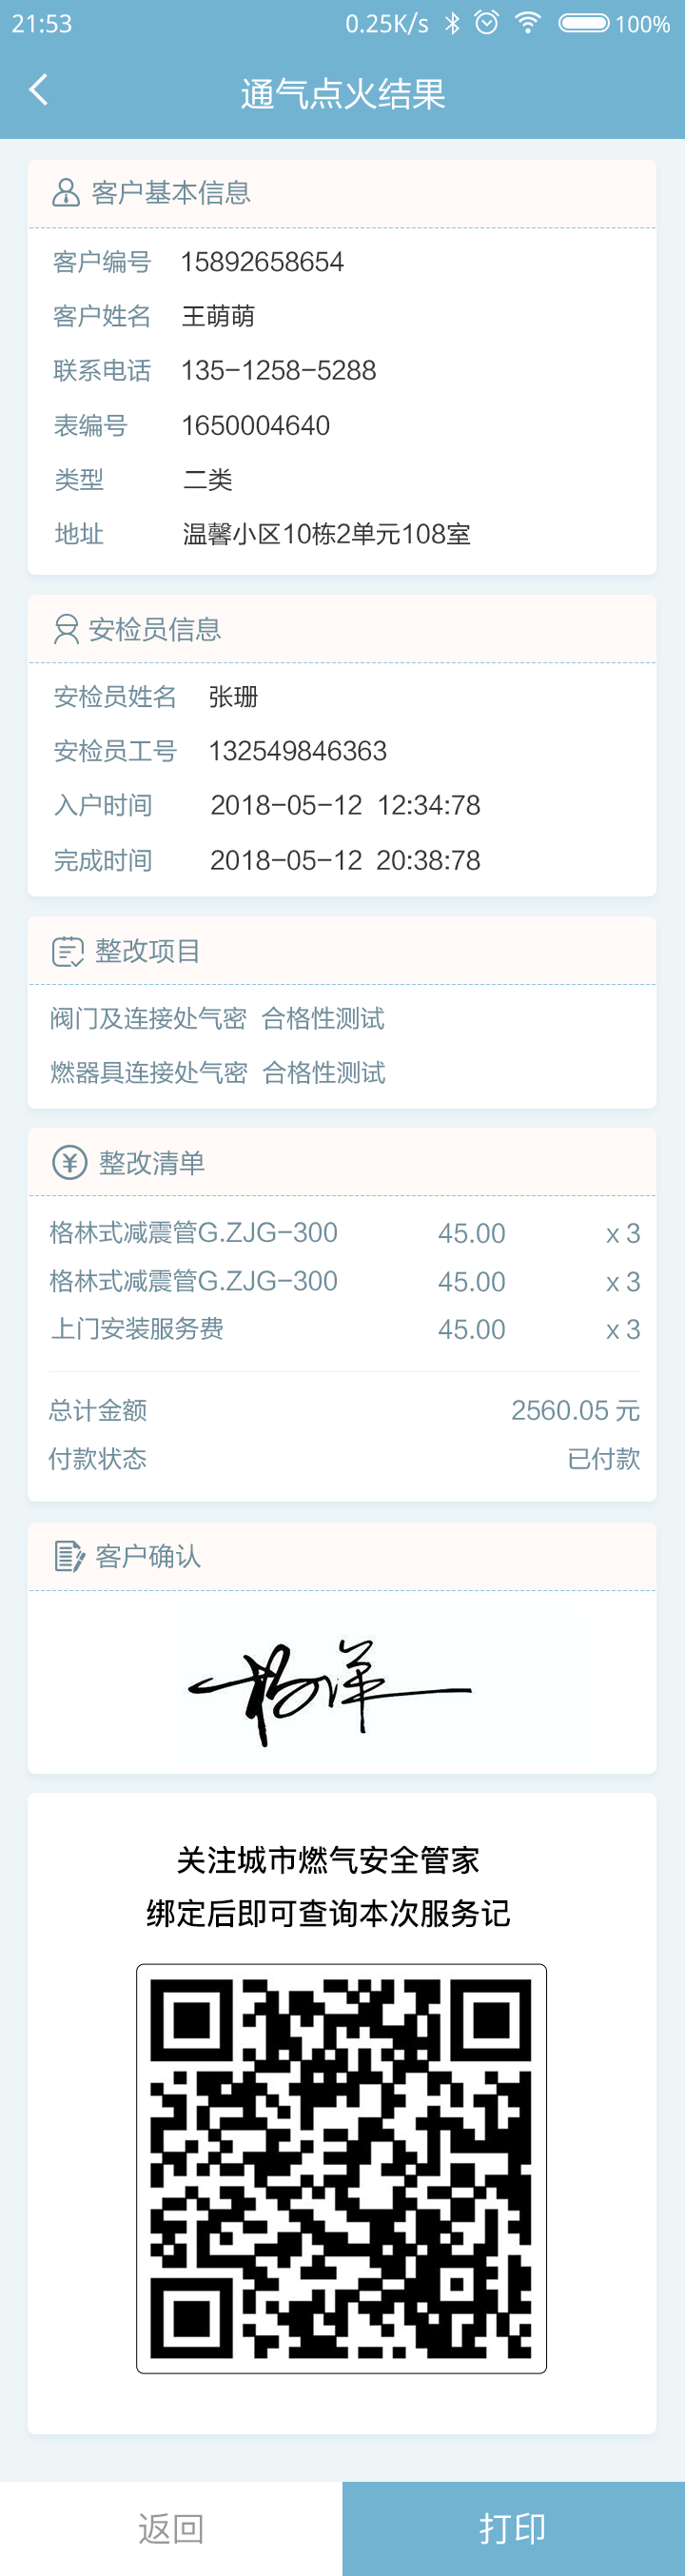 21:53 0.25K/s 100%
通气点火结果
客户基本信息
客户编号 15892658654
客户姓名 王萌萌
联系电话 135-1258-5288
表编号 1650004640
类型 二类
地址 温馨小区10栋2单元108室
安检员信息
安检员姓名 张珊
安检员工号 132549846363
入户时间 2018-05-12 12:34:78
完成时间 2018-05-12 20:38:78
整改项目
阀门及连接处气密 合格性测试
燃器具连接处气密 合格性测试
整改清单
格林式减震管G.ZJG-300 45.00 x 3
格林式减震管G.ZJG-300 45.00 x 3
上门安装服务费 45.00 x 3
总计金额 2560.05 元
付款状态 已付款
客户确认
关注城市燃气安全管家
绑定后即可查询本次服务记
返回 打印